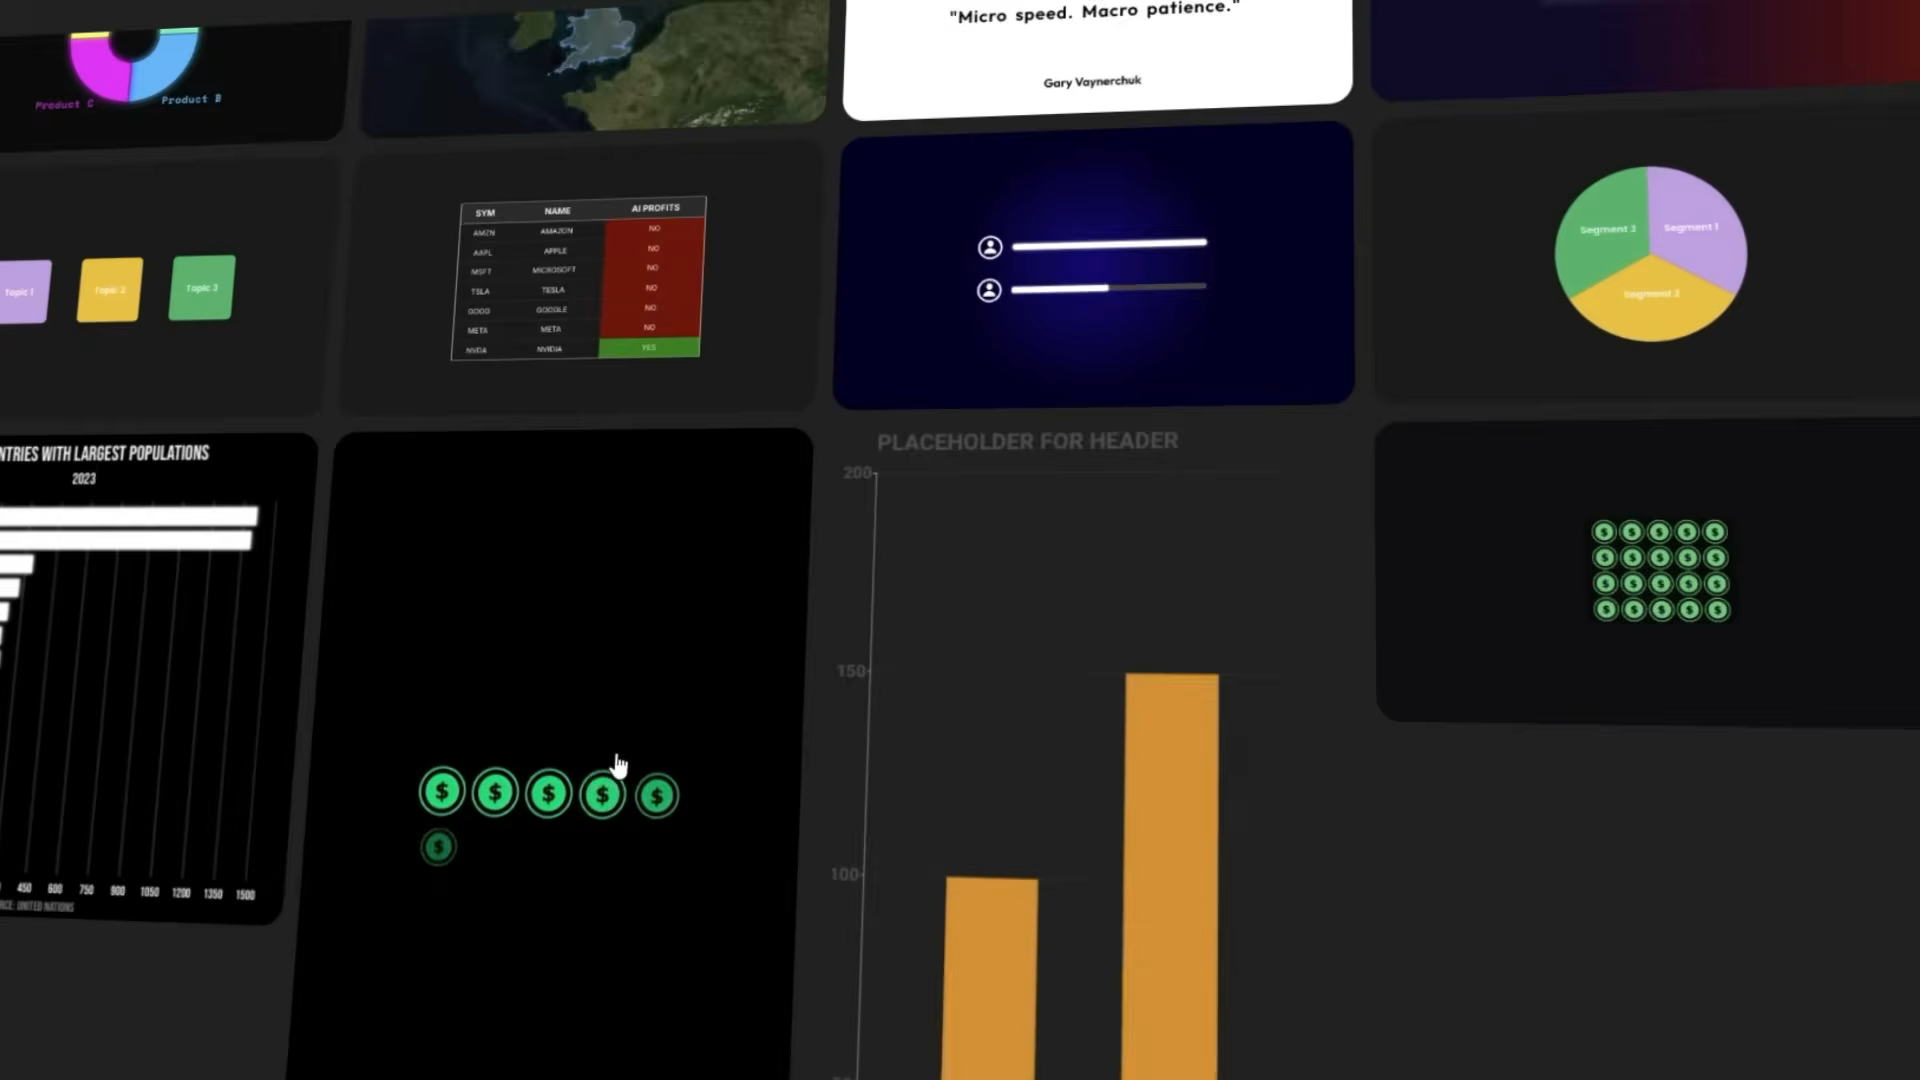 Product C
Product B
"Micro speed. Macro patience."
Gary Vaynerchuk
Topic 1
Topic 2
Topic 3
SYM NAME AI PROFITS
AMZN AMAZON NO
AAPL APPLE NO
MSFT MICROSOFT NO
TSLA TESLA NO
GOOG GOOGLE NO
META META NO
NVDA NVIDIA YES
Segment 3
Segment 1
Segment 2
NTRIES WITH LARGEST POPULATIONS
2023
450 600 750 900 1050 1200 1350 1500
RCE: UNITED NATIONS
$ $ $ $ $
$
PLACEHOLDER FOR HEADER
200
150
100
$ $ $ $ $
$ $ $ $ $
$ $ $ $ $
$ $ $ $ $